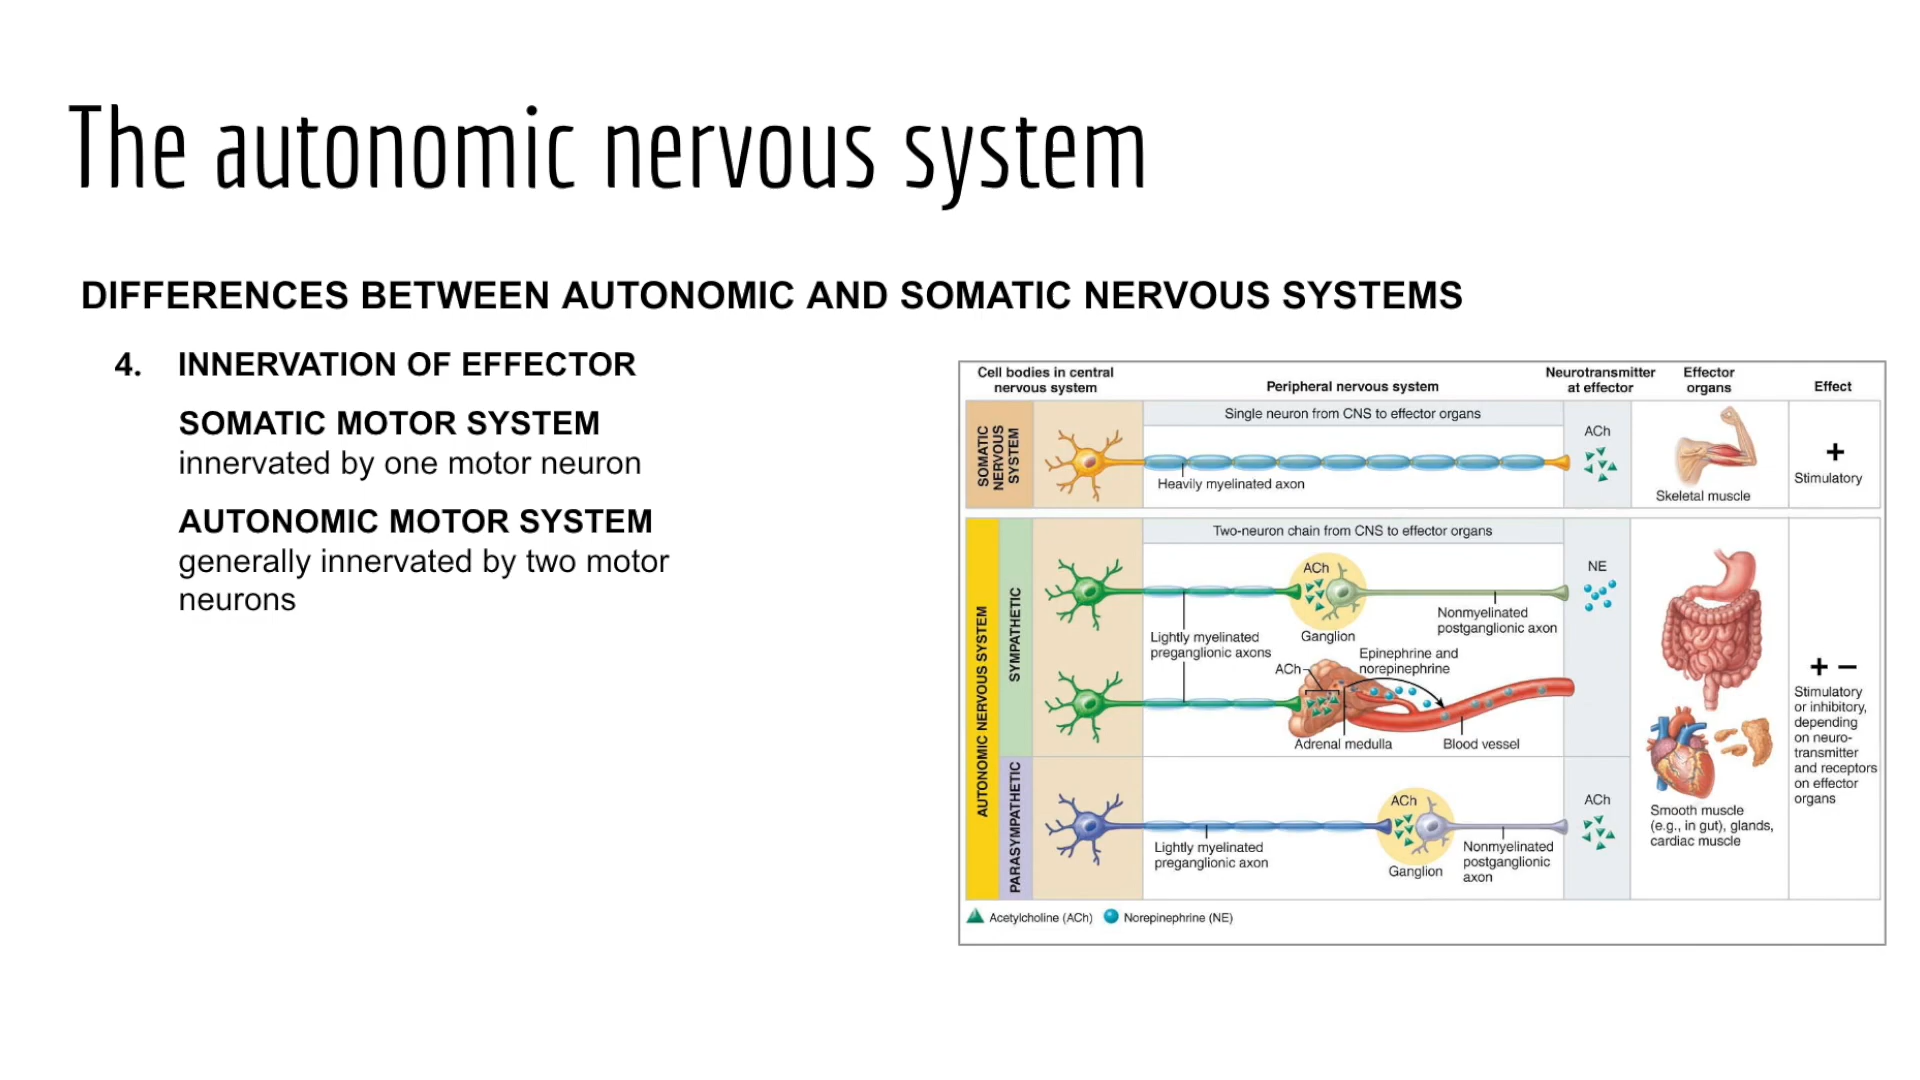 The autonomic nervous system
DIFFERENCES BETWEEN AUTONOMIC AND SOMATIC NERVOUS SYSTEMS
4. INNERVATION OF EFFECTOR
SOMATIC MOTOR SYSTEM
innervated by one motor neuron
AUTONOMIC MOTOR SYSTEM
generally innervated by two motor
neurons
Cell bodies in central
nervous system
Peripheral nervous system
Neurotransmitter
at effector
Effector
organs
Effect
SOMATIC
NERVOUS
SYSTEM
Single neuron from CNS to effector organs
Heavily myelinated axon
ACh
Skeletal muscle
+
Stimulatory
AUTONOMIC NERVOUS SYSTEM
SYMPATHETIC
Two-neuron chain from CNS to effector organs
ACh
Ganglion
Lightly myelinated
preganglionic axons
Nonmyelinated
postganglionic axon
NE
Epinephrine and
norepinephrine
ACh
Adrenal medulla
Blood vessel
PARASYMPATHETIC
Lightly myelinated
preganglionic axon
ACh
Ganglion
Nonmyelinated
postganglionic
axon
ACh
Smooth muscle
(e.g., in gut), glands,
cardiac muscle
+ −
Stimulatory
or inhibitory,
depending
on neuro-
transmitter
and receptors
on effector
organs
Acetylcholine (ACh)
Norepinephrine (NE)